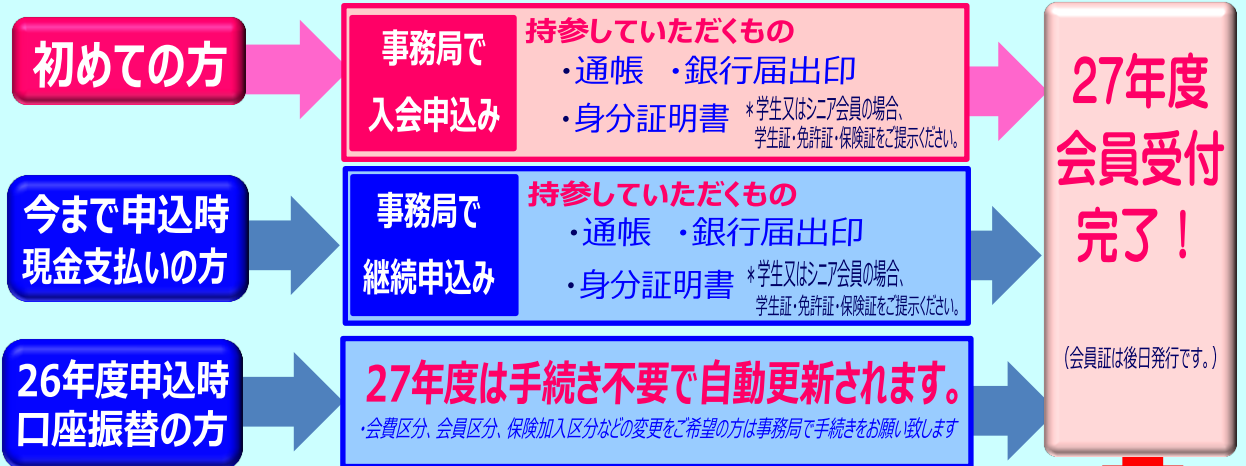 初めての方
事務局で
入会申込み
持参していただくもの
・通帳　・銀行届出印
・身分証明書
＊学生又はシニア会員の場合、
学生証・免許証・保険証をご提示ください。
今まで申込時
現金支払いの方
事務局で
継続申込み
持参していただくもの
・通帳　・銀行届出印
・身分証明書
＊学生又はシニア会員の場合、
学生証・免許証・保険証をご提示ください。
26年度申込時
口座振替の方
27年度は手続き不要で自動更新されます。
・会費区分、会員区分、保険加入区分などの変更をご希望の方は事務局で手続きをお願い致します
27年度
会員受付
完了！
（会員証は後日発行です。）